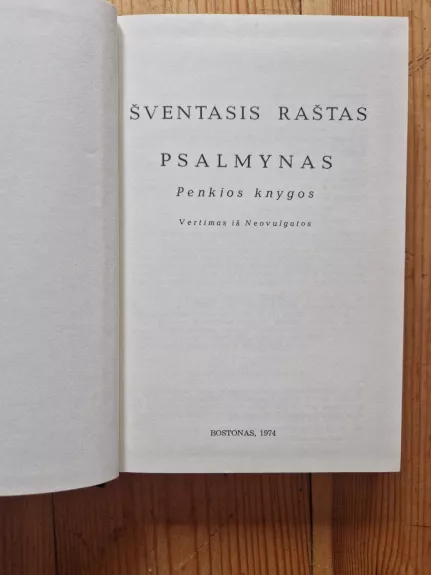 ŠVENTASIS RAŠTAS
PSALMYNAS
Penkios knygos
Vertimas iš Neovulgatos
BOSTONAS, 1974